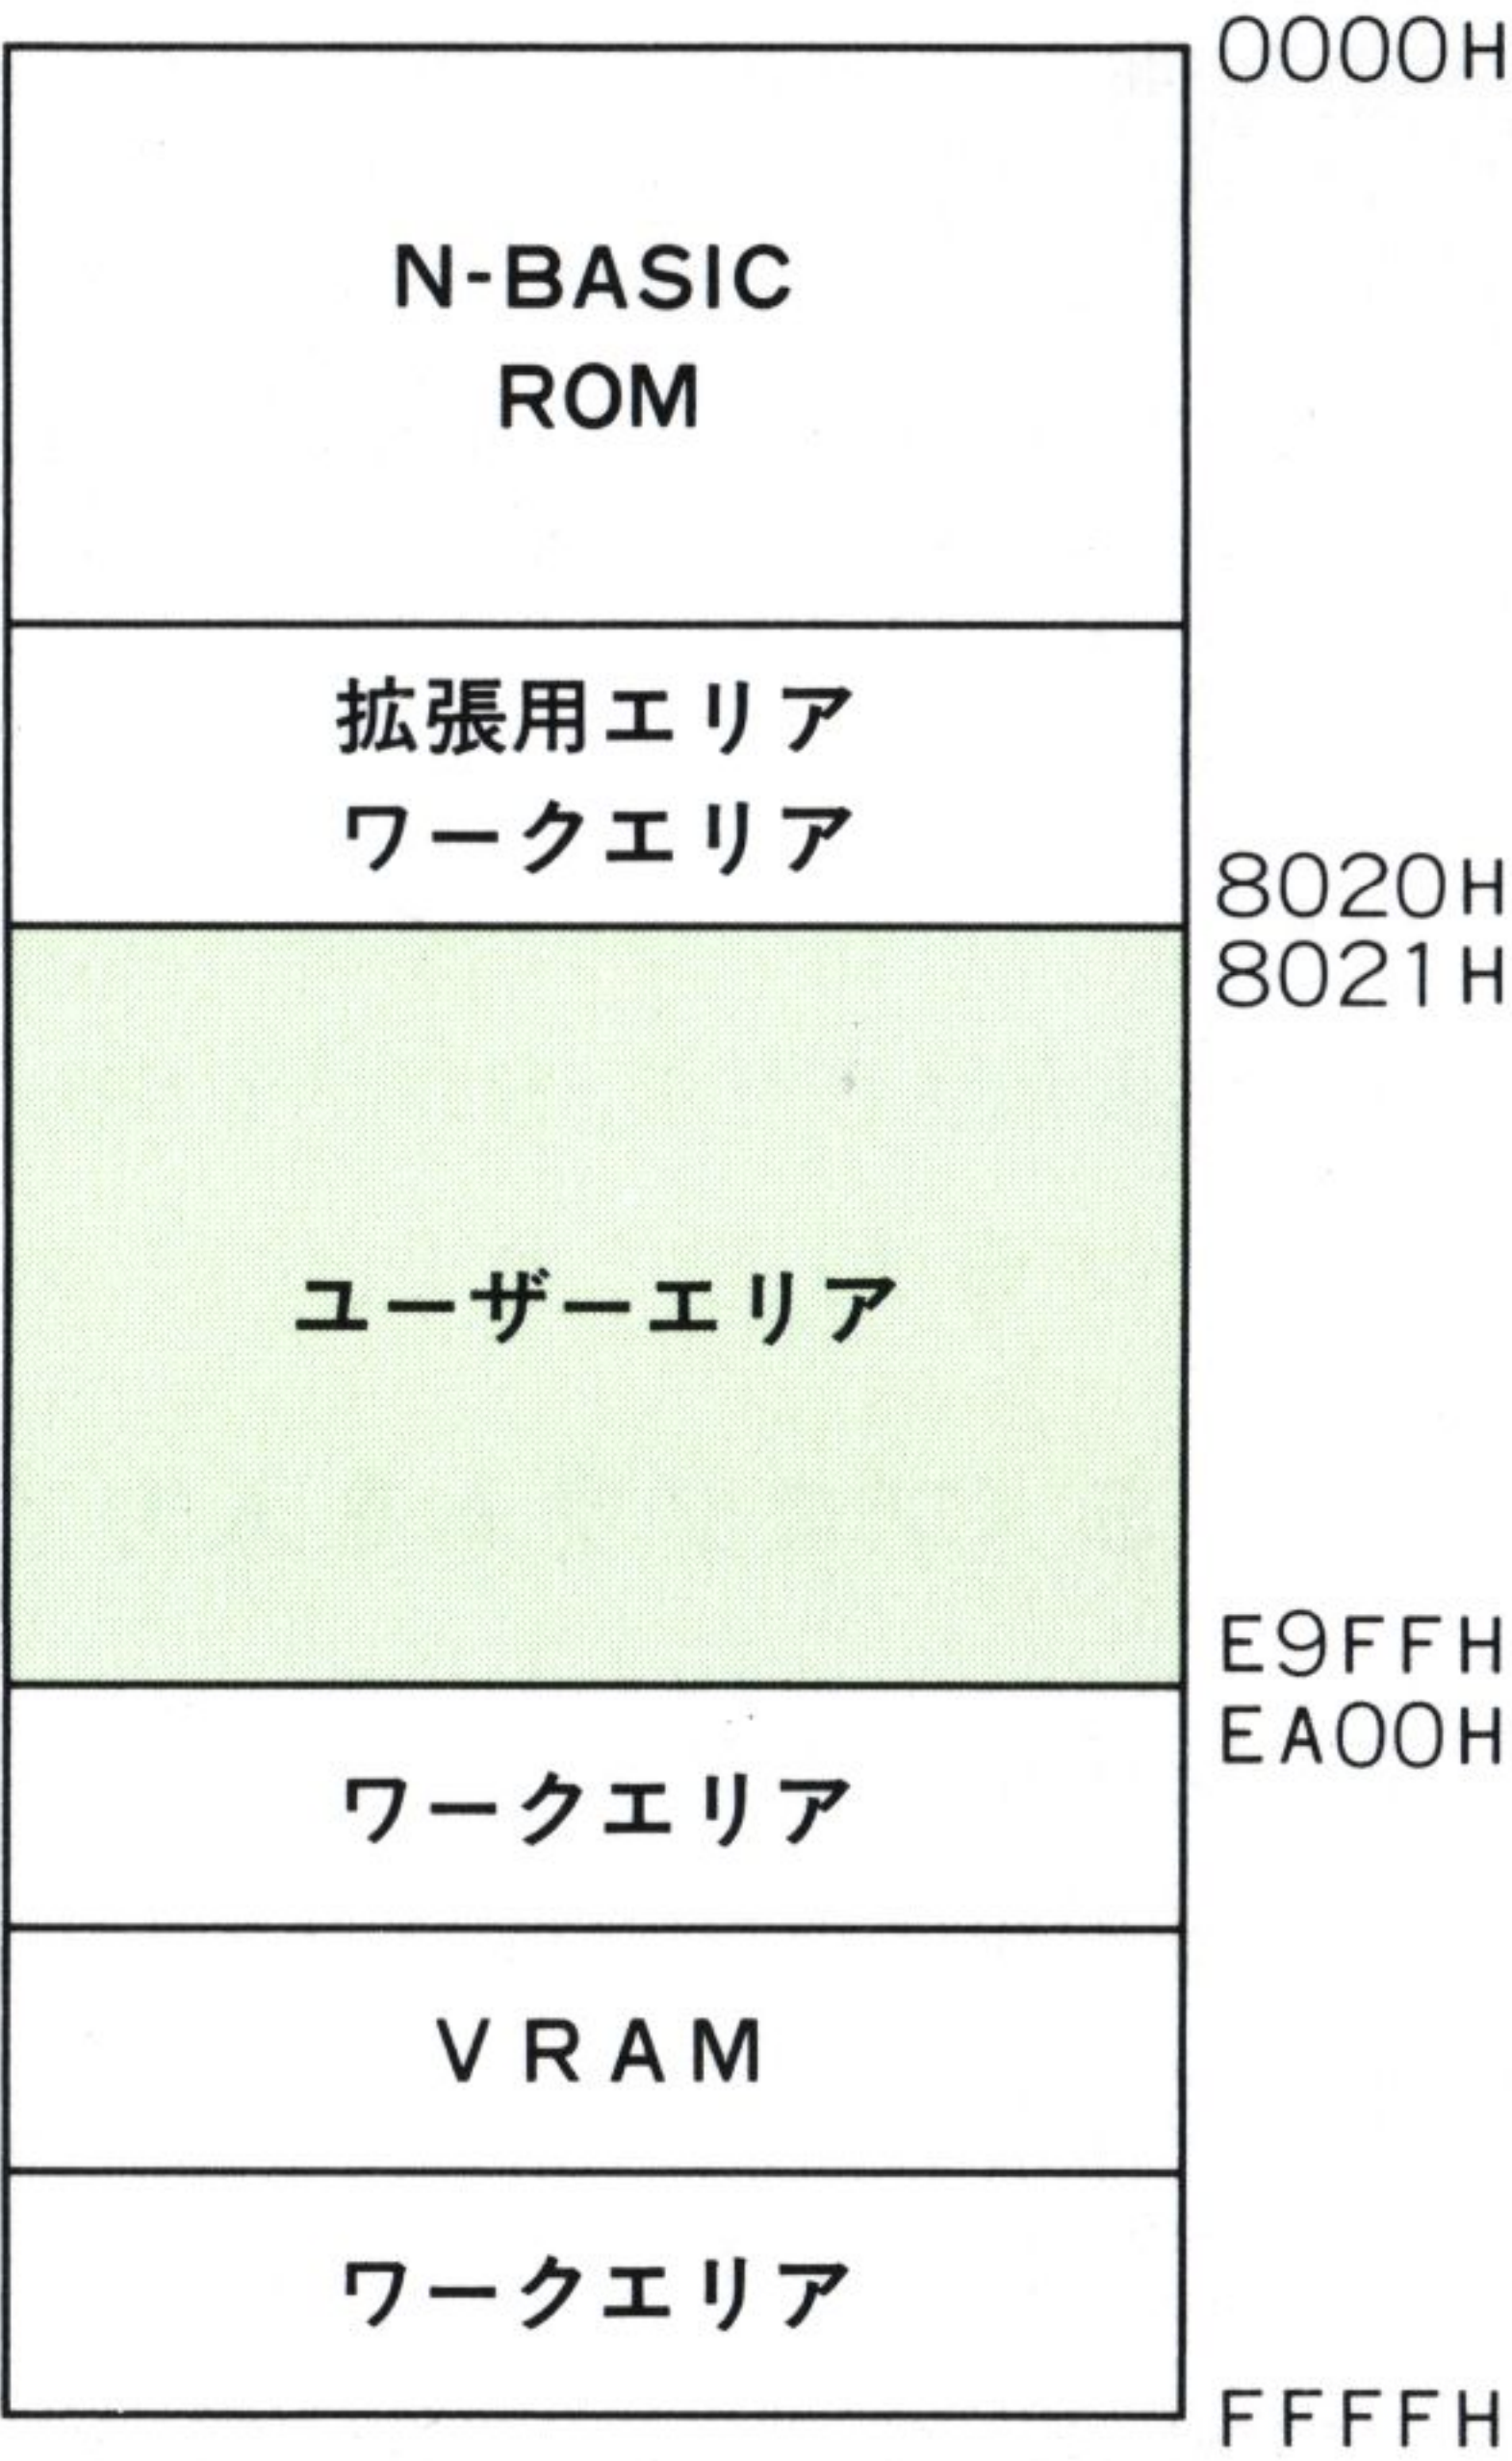 0000H
N-BASIC
ROM
拡張用エリア
ワークエリア
8020H
8021H
ユーザーエリア
E9FFH
EA00H
ワークエリア
VRAM
ワークエリア
FFFFH